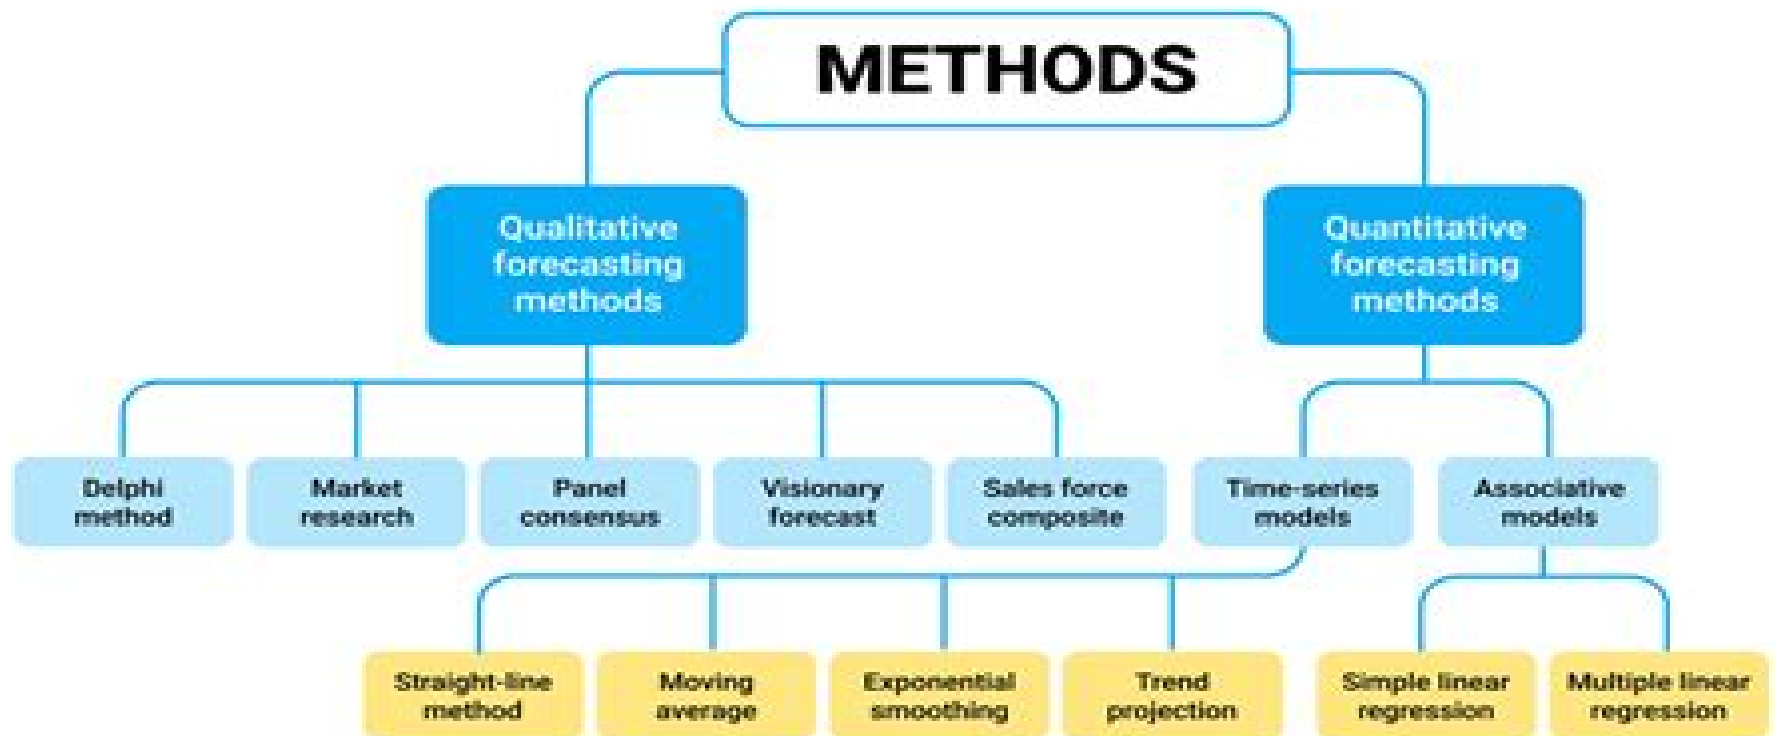 METHODS
Qualitative
forecasting
methods
Quantitative
forecasting
methods
Delphi
method
Market
research
Panel
consensus
Visionary
forecast
Sales force
composite
Time-series
models
Associative
models
Straight-line
method
Moving
average
Exponential
smoothing
Trend
projection
Simple linear
regression
Multiple linear
regression